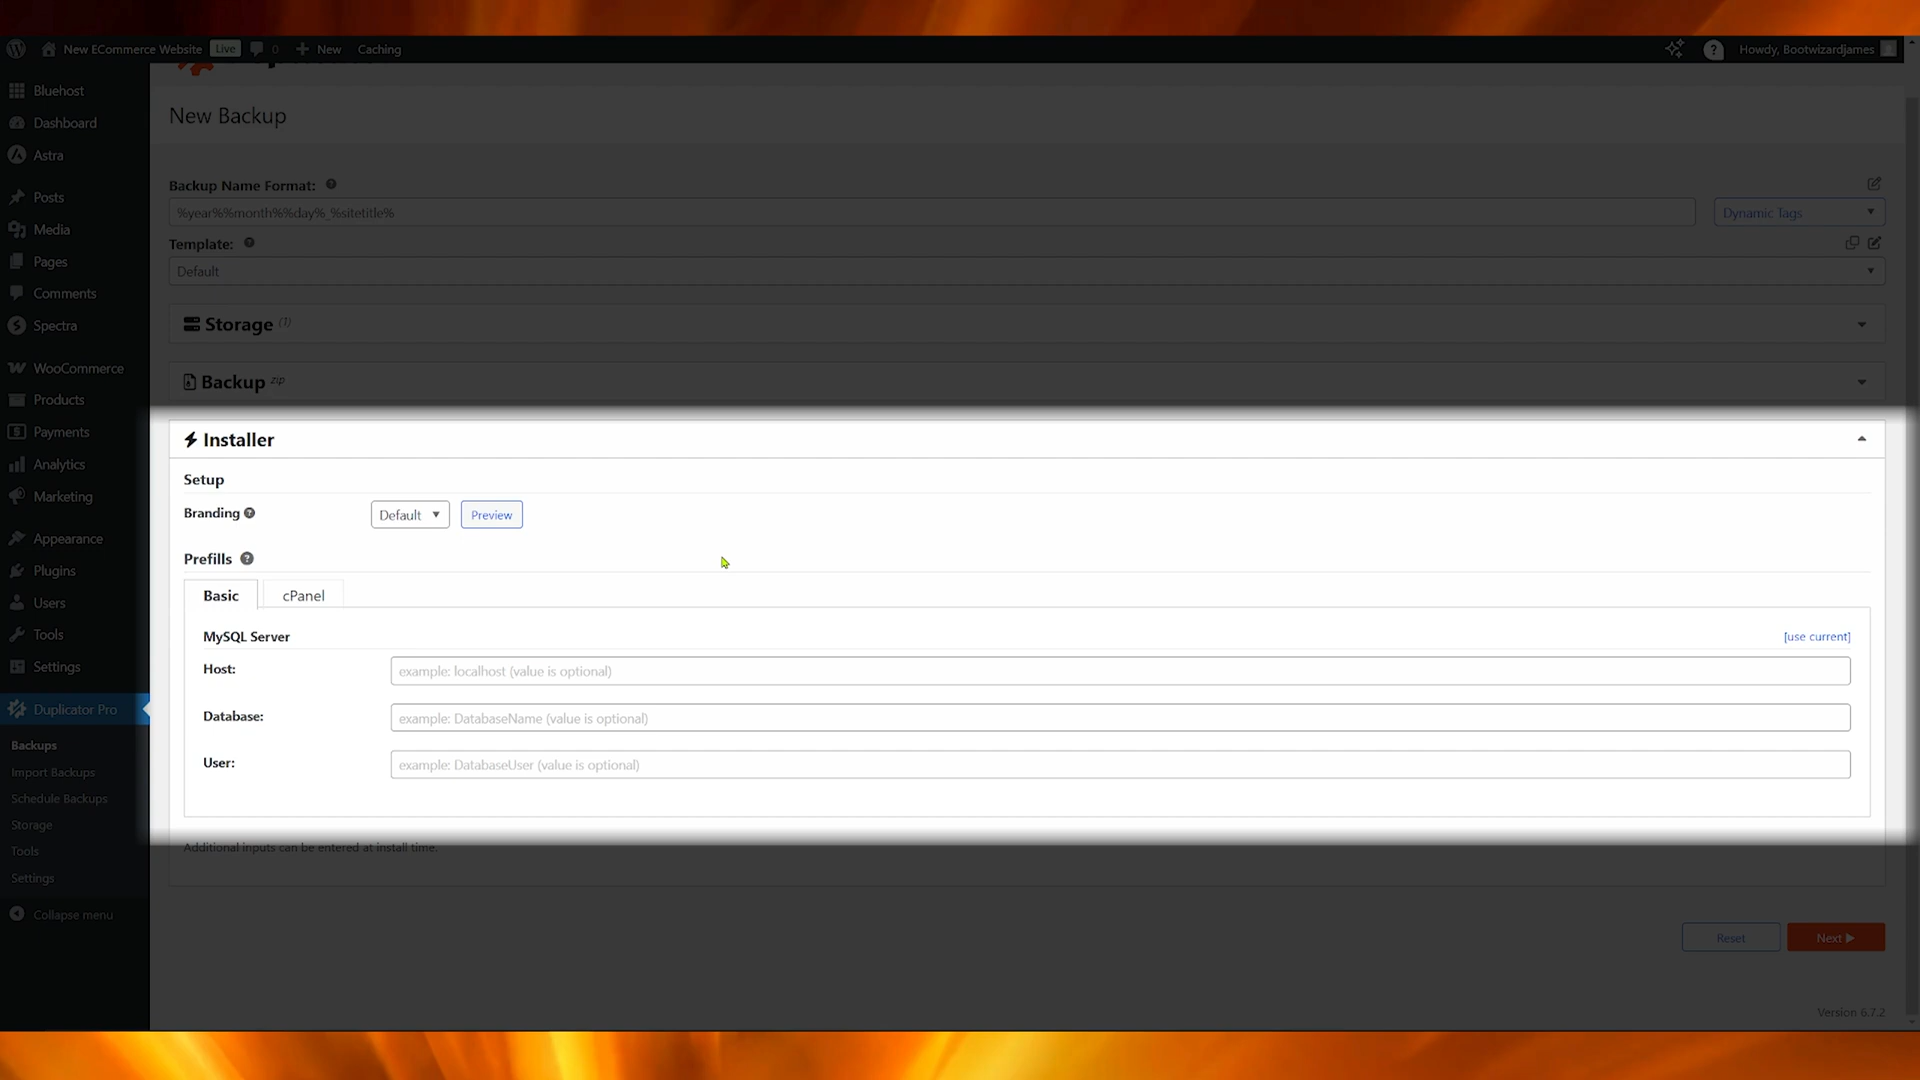 New ECommerce Website Live 0 New Caching
Howdy, Bootwizardjames
Bluehost
Dashboard
Astra
Posts
Media
Pages
Comments
Spectra
WooCommerce
Products
Payments
Analytics
Marketing
Appearance
Plugins
Users
Tools
Settings
Duplicator Pro
Backups
Import Backups
Schedule Backups
Storage
Tools
Settings
Collapse menu
New Backup
Backup Name Format:
%year%%month%%day%_%sitetitle%
Dynamic Tags
Template:
Default
Storage (1)
Backup zip
Installer
Setup
Branding
Default
Preview
Prefills
Basic
cPanel
MySQL Server
[use current]
Host:
example: localhost (value is optional)
Database:
example: DatabaseName (value is optional)
User:
example: DatabaseUser (value is optional)
Additional inputs can be entered at install time.
Reset
Next
Version 6.7.2